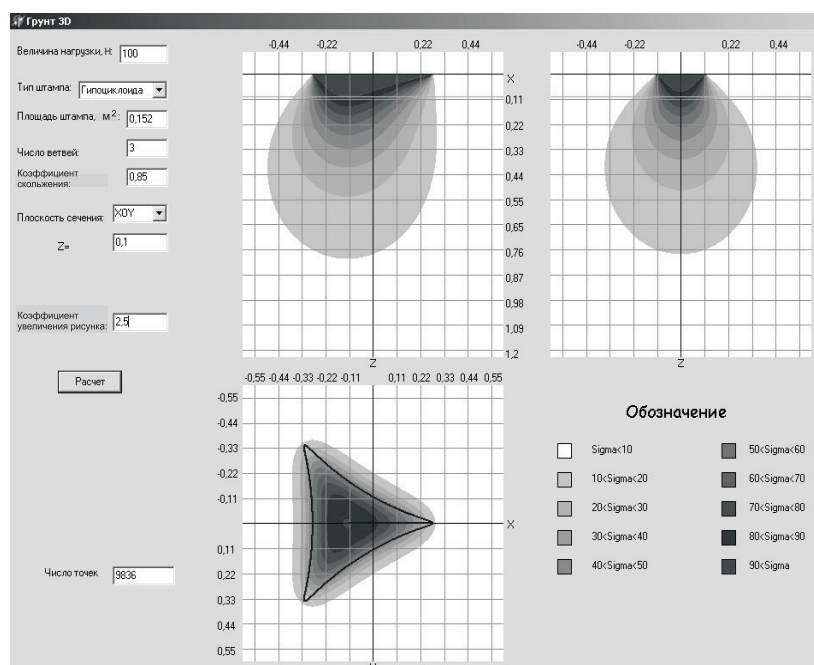 Грунт 3D
Величина нагрузки, Н: 100
Тип штампа: Гипоциклоида
Площадь штампа, м²: 0,152
Число ветвей: 3
Коэффициент
скольжения: 0,85
Плоскость сечения: XOY
Z= 0,1
Коэффициент
увеличения рисунка: 2,5
Расчет
Число точек 9836
-0,44 -0,22 0,22 0,44
X
0,11
0,22
0,33
0,44
0,55
0,65
0,76
0,87
0,98
1,09
1,2
Z
-0,44 -0,22 0,22 0,44
Z
-0,55 -0,44 -0,33 -0,22 -0,11 0,11 0,22 0,33 0,44 0,55
-0,55
-0,44
-0,33
-0,22
-0,11
X
0,11
0,22
0,33
0,44
0,55
Обозначение
Sigma<10
10<Sigma<20
20<Sigma<30
30<Sigma<40
40<Sigma<50
50<Sigma<60
60<Sigma<70
70<Sigma<80
80<Sigma<90
90<Sigma